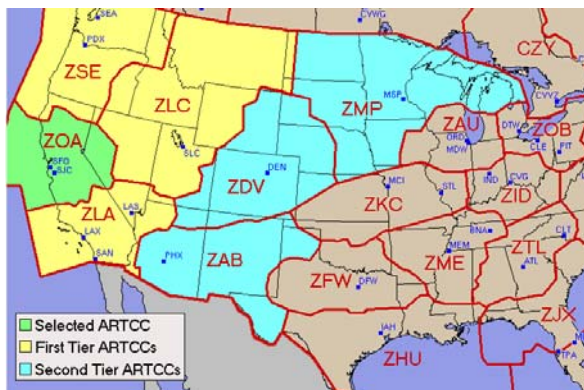 SEA
CVWG
CZY
PDX
ZSE
ZLC
ZMP
MSP
CYYZ
ZOA
ZAU
DTW
ZOB
ORD
MDW
CLE
PIT
SFO
SJC
SLC
DEN
ZDV
IND
CVG
ZID
MCI
STL
ZKC
ZLA
LAS
LAX
SAN
BNA
CLT
MEM
ZTL
PHX
ZAB
ZME
ATL
ZFW
DFW
ZJX
Selected ARTCC
First Tier ARTCCs
Second Tier ARTCCs
IAH
ZHU
TPA